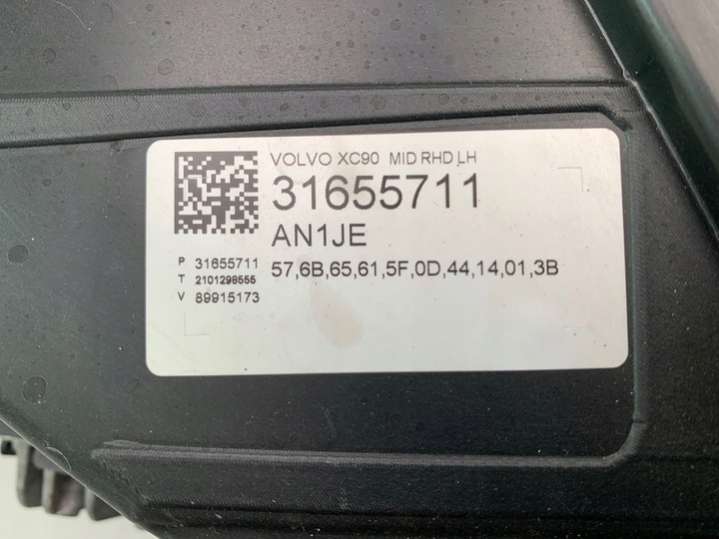 VOLVO XC90 MID RHD LH
31655711
AN1JE
57,6B,65,61,5F,0D,44,14,01,3B
P 31655711
T 2101298555
V 89915173